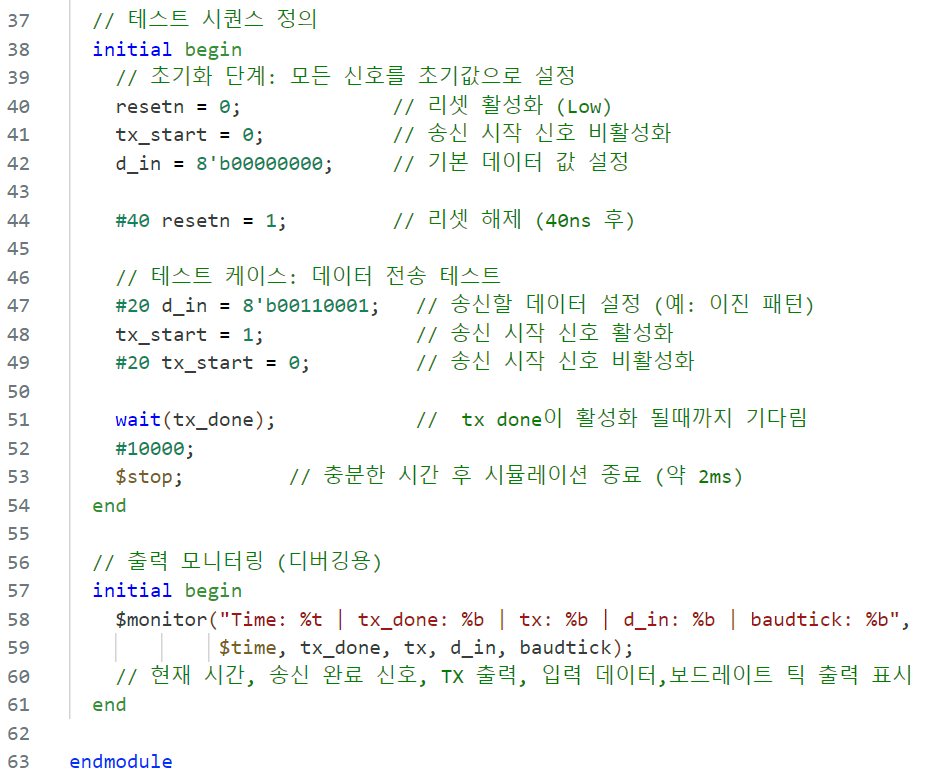 37 // 테스트 시퀀스 정의
38 initial begin
39 // 초기화 단계: 모든 신호를 초기값으로 설정
40 resetn = 0; // 리셋 활성화 (Low)
41 tx_start = 0; // 송신 시작 신호 비활성화
42 d_in = 8'b00000000; // 기본 데이터 값 설정
43
44 #40 resetn = 1; // 리셋 해제 (40ns 후)
45
46 // 테스트 케이스: 데이터 전송 테스트
47 #20 d_in = 8'b00110001; // 송신할 데이터 설정 (예: 이진 패턴)
48 tx_start = 1; // 송신 시작 신호 활성화
49 #20 tx_start = 0; // 송신 시작 신호 비활성화
50
51 wait(tx_done); // tx done이 활성화 될때까지 기다림
52 #10000;
53 $stop; // 충분한 시간 후 시뮬레이션 종료 (약 2ms)
54 end
55
56 // 출력 모니터링 (디버깅용)
57 initial begin
58 $monitor("Time: %t | tx_done: %b | tx: %b | d_in: %b | baudtick: %b",
59 $time, tx_done, tx, d_in, baudtick);
60 // 현재 시간, 송신 완료 신호, TX 출력, 입력 데이터,보드레이트 틱 출력 표시
61 end
62
63 endmodule